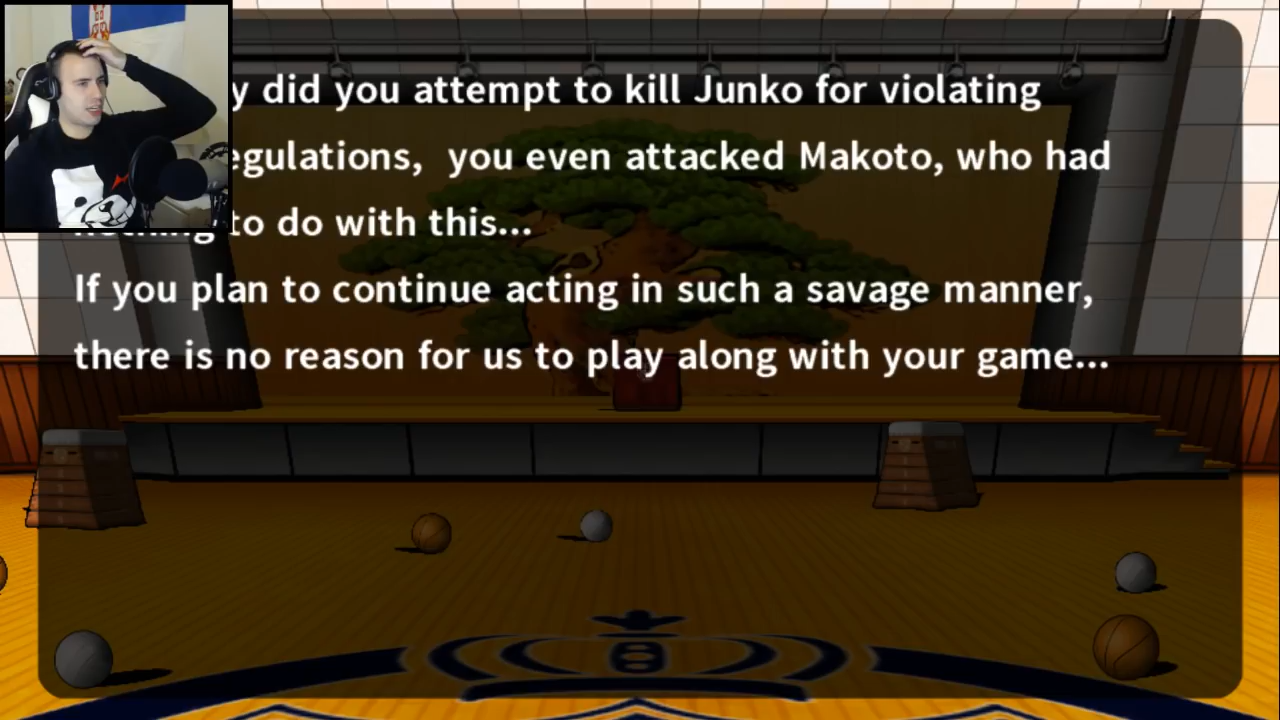 did you attempt to kill Junko for violating
you even attacked Makoto, who had
to do with this...
If you plan to continue acting in such a savage manner,
there is no reason for us to play along with your game...